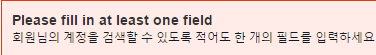 Please fill in at least one field
회원님의 계정을 검색할 수 있도록 적어도 한 개의 필드를 입력하세요